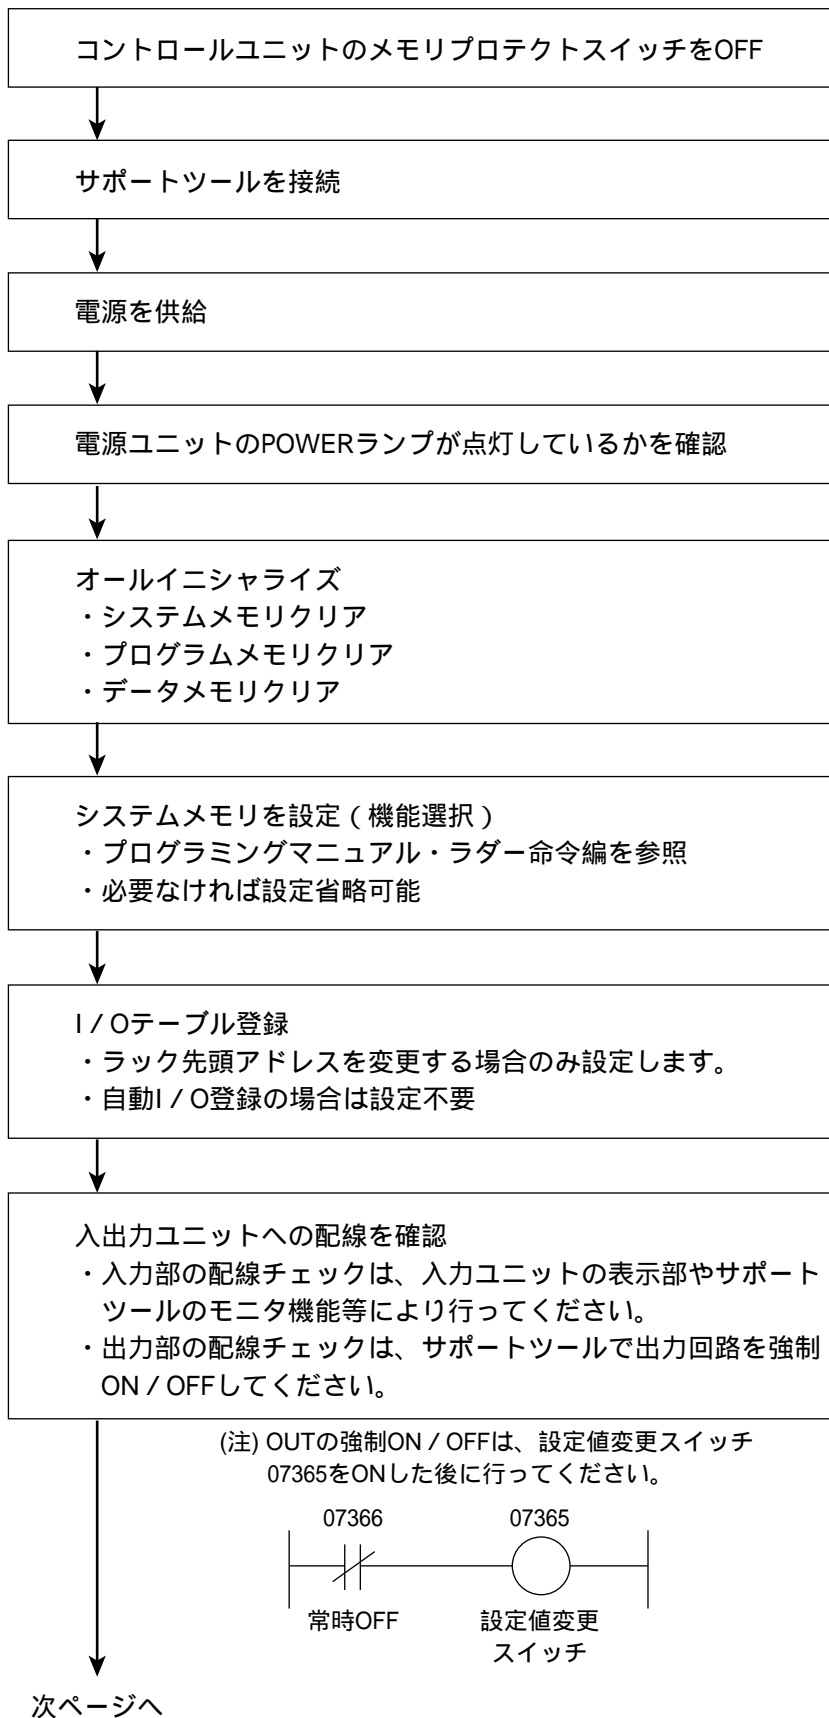 コントロールユニットのメモリプロテクトスイッチをOFF
サポートツールを接続
電源を供給
電源ユニットのPOWERランプが点灯しているかを確認
オールイニシャライズ
・システムメモリクリア
・プログラムメモリクリア
・データメモリクリア
システムメモリを設定（機能選択）
・プログラミングマニュアル・ラダー命令編を参照
・必要なければ設定省略可能
I／Oテーブル登録
・ラック先頭アドレスを変更する場合のみ設定します。
・自動I／O登録の場合は設定不要
入出力ユニットへの配線を確認
・入力部の配線チェックは、入力ユニットの表示部やサポート
ツールのモニタ機能等により行ってください。
・出力部の配線チェックは、サポートツールで出力回路を強制
ON／OFFしてください。
(注) OUTの強制ON／OFFは、設定値変更スイッチ
07365をONした後に行ってください。
07366 07365
常時OFF 設定値変更
スイッチ
次ページへ